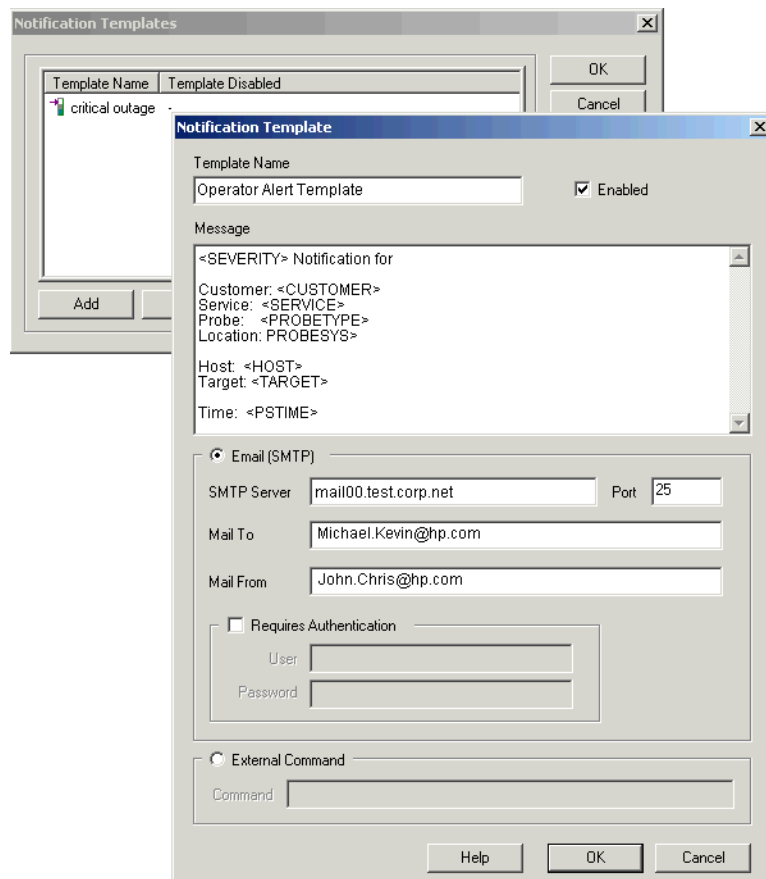 Notification Templates
OK
Template Name Template Disabled
Cancel
critical outage -
Add
Notification Template
Template Name
Operator Alert Template
Enabled
Message
<SEVERITY> Notification for
Customer: <CUSTOMER>
Service: <SERVICE>
Probe: <PROBETYPE>
Location: PROBESYS>
Host: <HOST>
Target: <TARGET>
Time: <PSTIME>
Email (SMTP)
SMTP Server mail00.test.corp.net Port 25
Mail To Michael.Kevin@hp.com
Mail From John.Chris@hp.com
Requires Authentication
User
Password
External Command
Command
Help OK Cancel